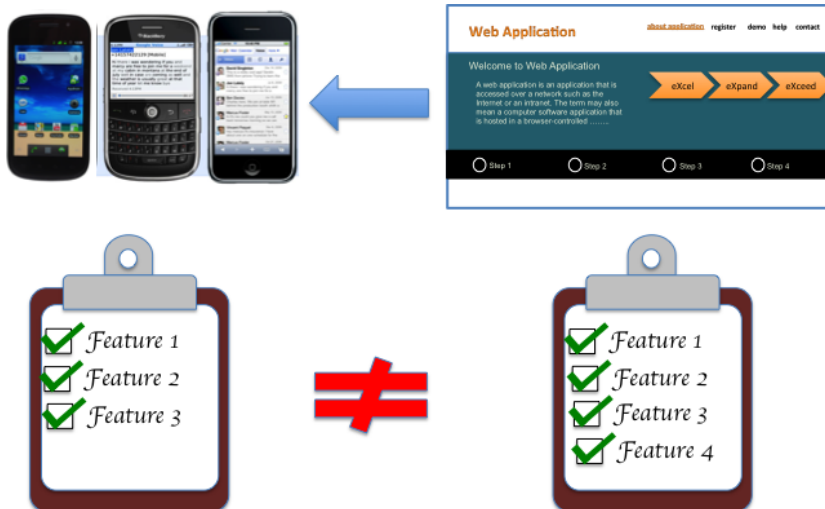 Web Application
about application register demo help contact
Welcome to Web Application
A web application is an application that is
accessed over a network such as the
Internet or an intranet. The term may also
mean a computer software application that
is hosted in a browser-controlled ........
eXcel eXpand eXceed
Step 1 Step 2 Step 3 Step 4
Feature 1
Feature 2
Feature 3
Feature 1
Feature 2
Feature 3
Feature 4